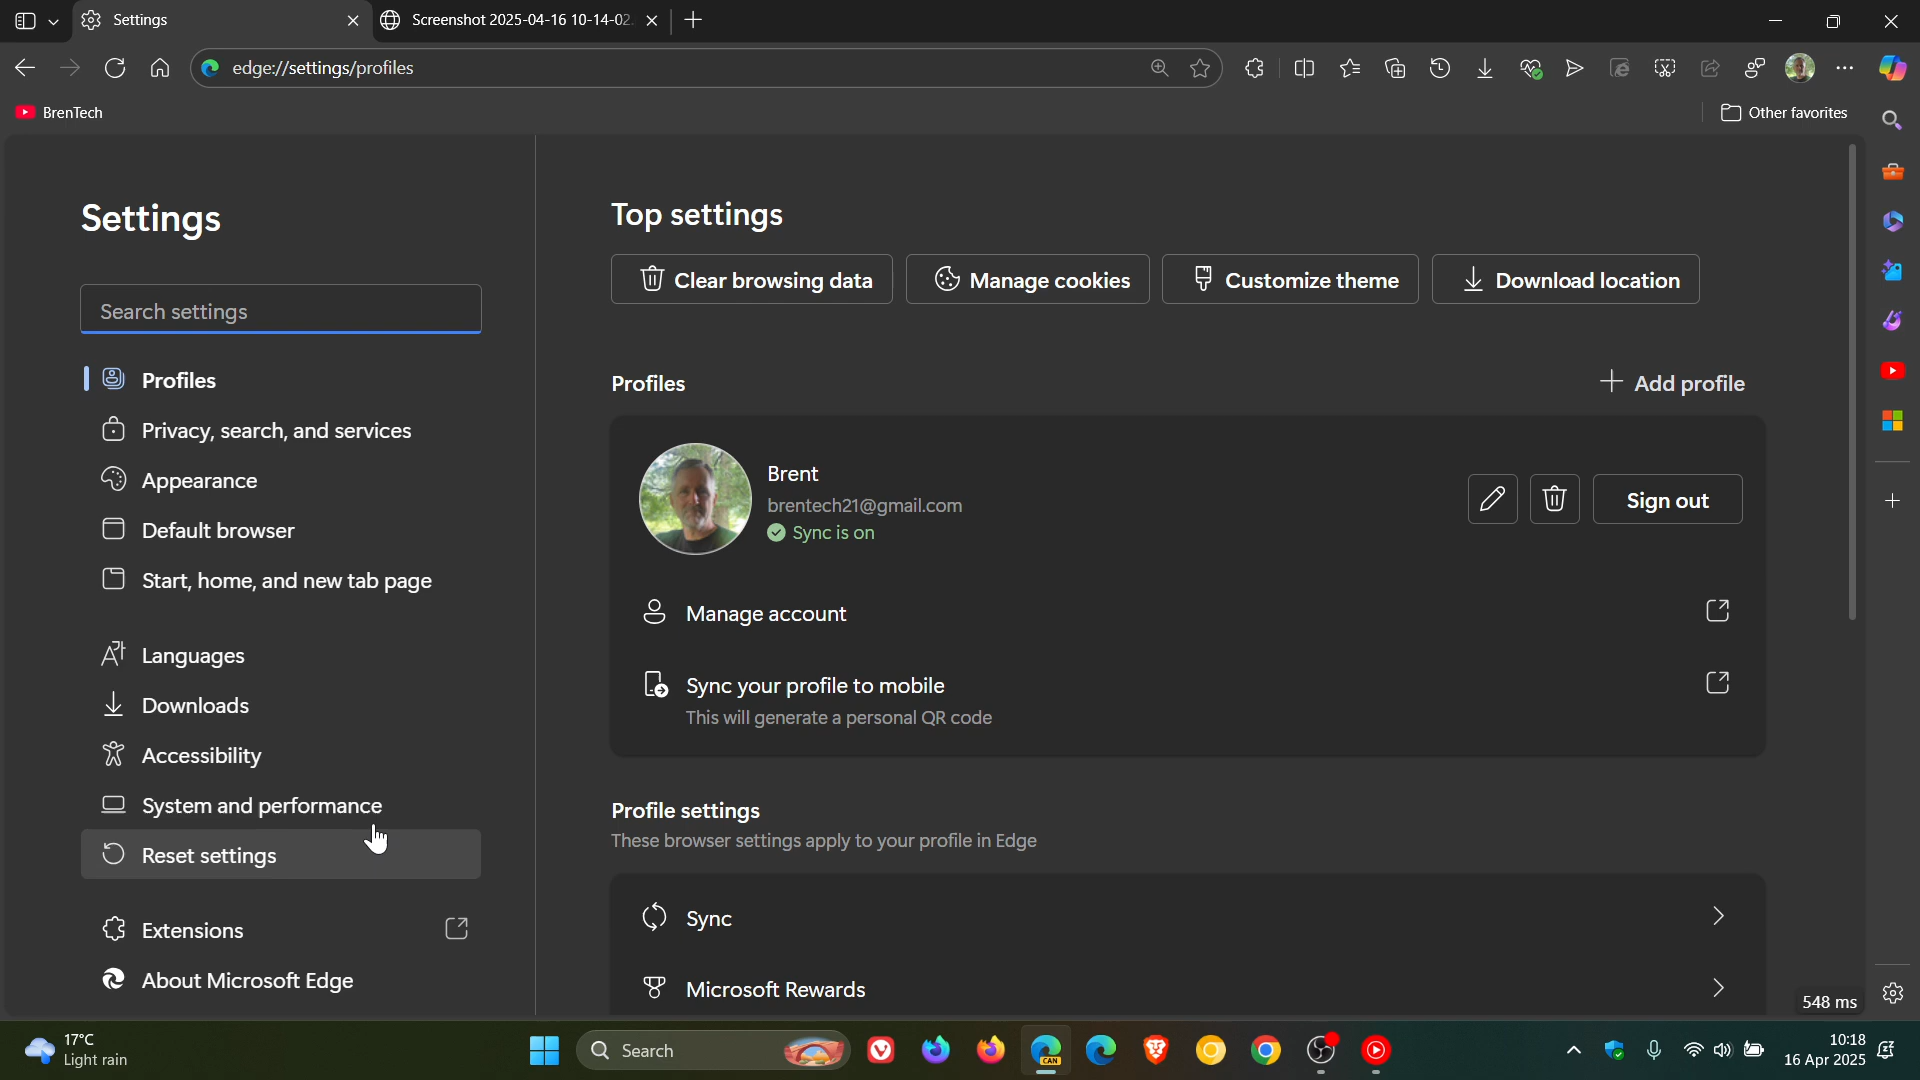 Settings
Screenshot 2025-04-16 10-14-02.
edge://settings/profiles
BrenTech
Other favorites
Settings
Search settings
Profiles
Privacy, search, and services
Appearance
Default browser
Start, home, and new tab page
Languages
Downloads
Accessibility
System and performance
Reset settings
Extensions
About Microsoft Edge
Top settings
Clear browsing data
Manage cookies
Customize theme
Download location
Profiles
Add profile
Brent
brentech21@gmail.com
Sync is on
Sign out
Manage account
Sync your profile to mobile
This will generate a personal QR code
Profile settings
These browser settings apply to your profile in Edge
Sync
Microsoft Rewards
548 ms
17°C
Light rain
Search
CAN
10:18
16 Apr 2025